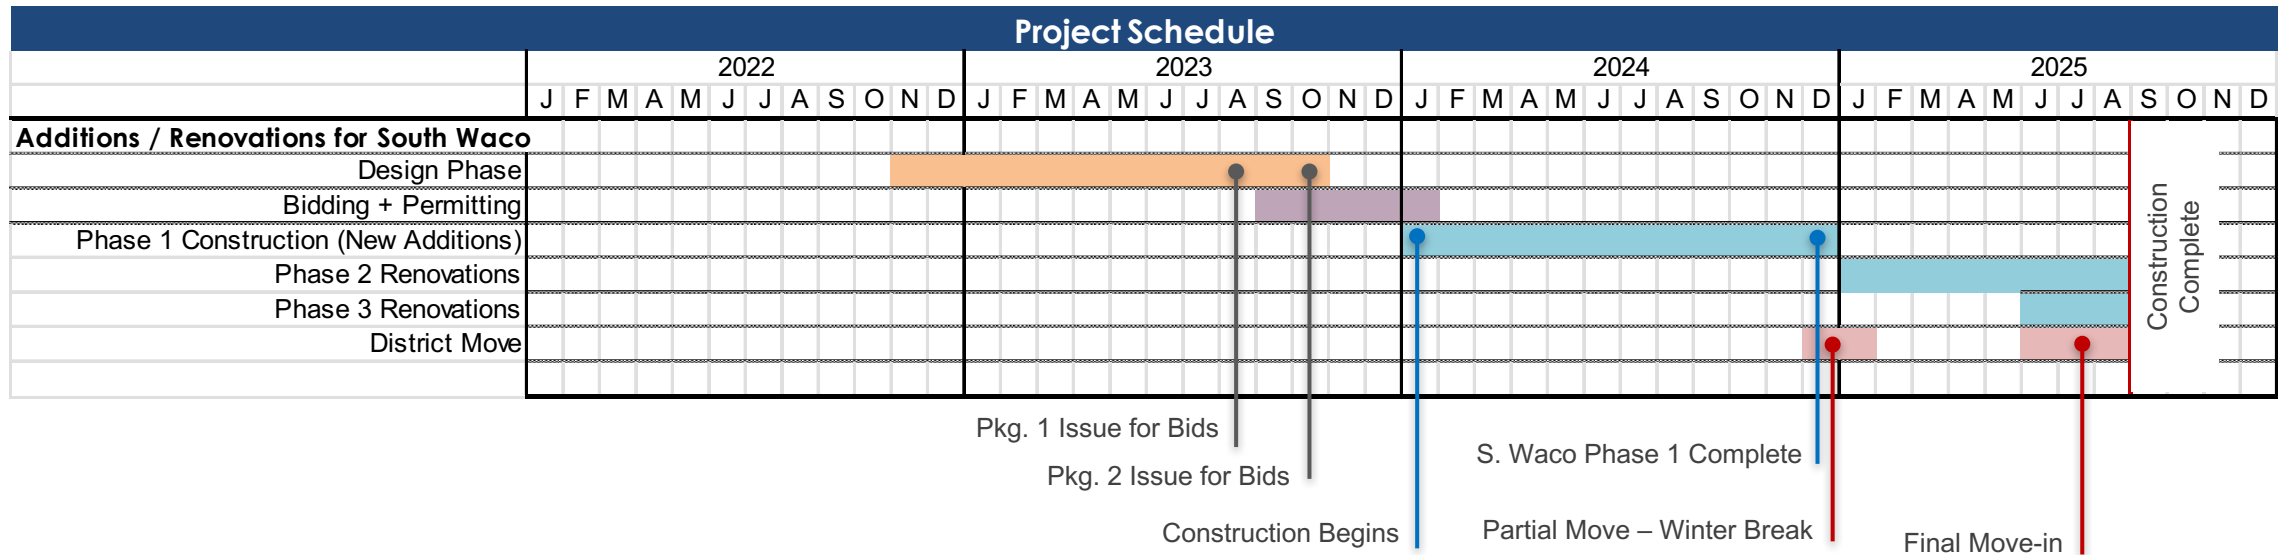 Project Schedule
2022 2023 2024 2025
J F M A M J J A S O N D J F M A M J J A S O N D J F M A M J J A S O N D J F M A M J J A S O N D
Additions / Renovations for South Waco
Design Phase
Bidding + Permitting
Phase 1 Construction (New Additions)
Phase 2 Renovations
Phase 3 Renovations
District Move
Construction
Complete
Pkg. 1 Issue for Bids
Pkg. 2 Issue for Bids
S. Waco Phase 1 Complete
Construction Begins
Partial Move – Winter Break
Final Move-in